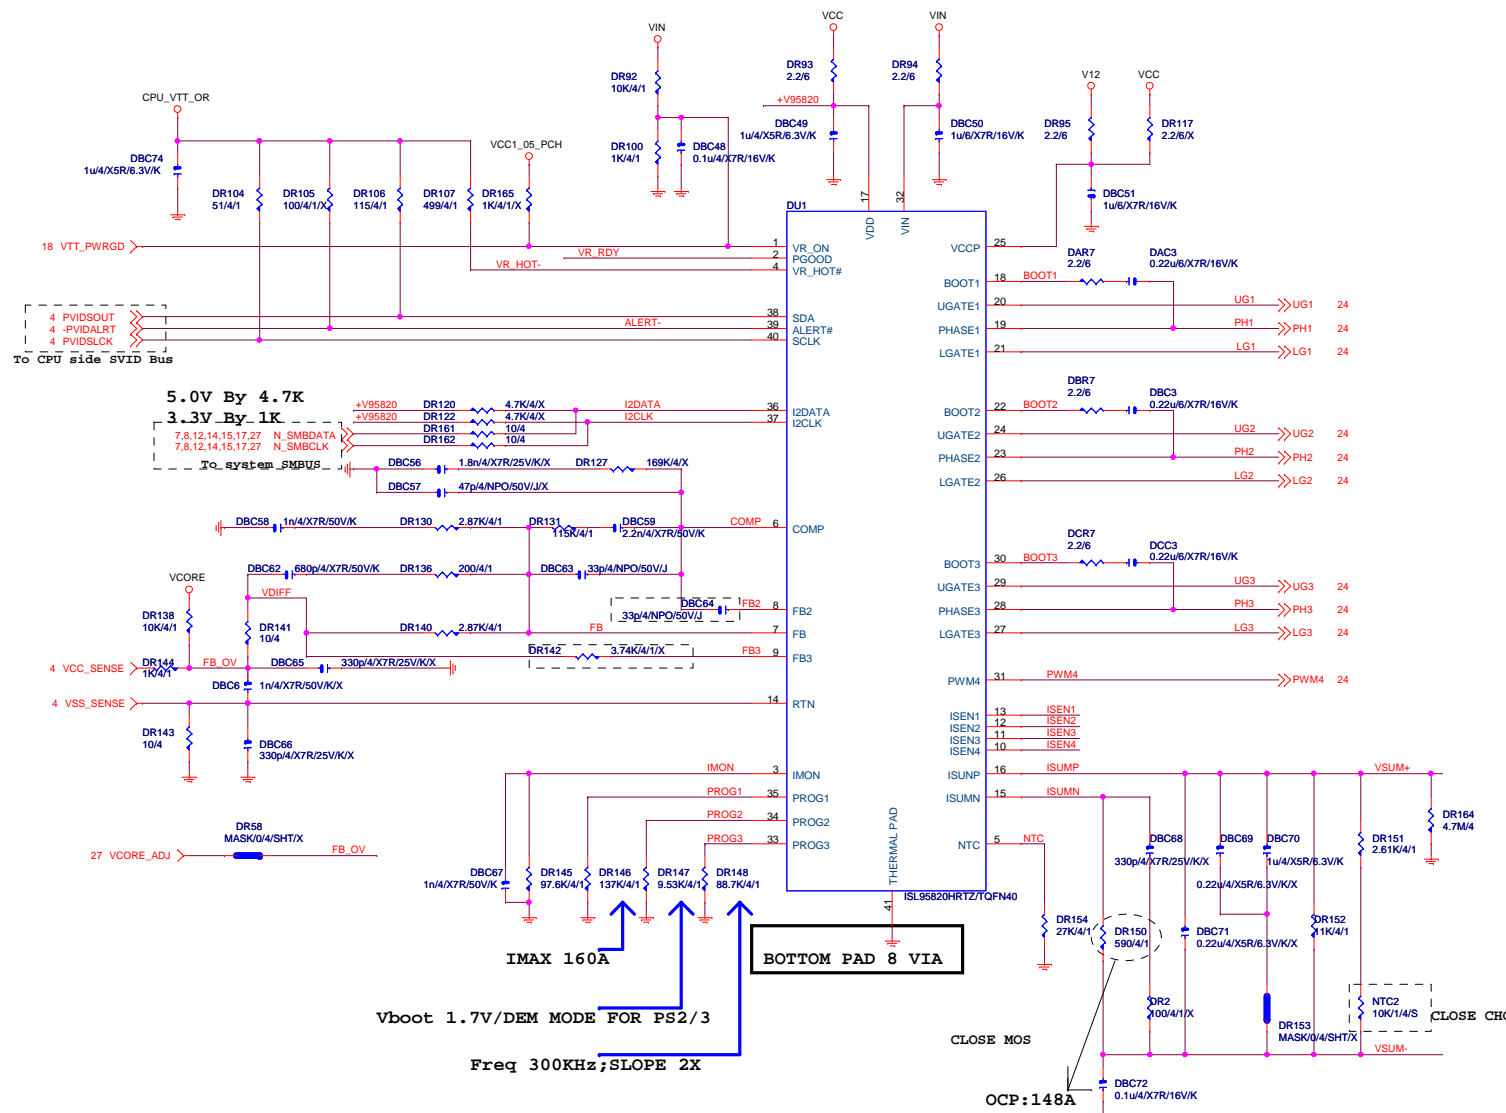 VIN
VCC
VIN
DR92
10K/4/1
DR93
2.2/6
DR94
2.2/6
V12
VCC
CPU_VTT_OR
+V95820
DBC49
1u/4/X5R/6.3V/K
DBC50
1u/6/X7R/16V/K
DR95
2.2/6
DR117
2.2/6/X
VCC1_05_PCH
DR100
1K/4/1
DBC48
0.1u/4/X7R/16V/K
DBC74
1u/4/X5R/6.3V/K
DR104
51/4/1
DR105
100/4/1/X
DR106
115/4/1
DR107
499/4/1
DR165
1K/4/1/X
DBC51
1u/6/X7R/16V/K
DU1
17
32
VDD
VIN
18 VTT_PWRGD
1
VR_ON
VR_RDY
2
PGOOD
VR_HOT-
4
VR_HOT#
VCCP
25
DAR7
2.2/6
DAC3
0.22u/6/X7R/16V/K
BOOT1
18
BOOT1
UGATE1
20
UG1
UG1 24
PHASE1
19
PH1
PH1 24
LGATE1
21
LG1
LG1 24
4 PVIDSOUT
38
SDA
4 -PVIDALRT
ALERT-
39
ALERT#
4 PVIDSLCK
40
SCLK
To CPU side SVID Bus
5.0V By 4.7K
3.3V By 1K
+V95820
DR120
4.7K/4/X
I2DATA
36
I2DATA
+V95820
DR122
4.7K/4/X
I2CLK
37
I2CLK
7,8,12,14,15,17,27 N_SMBDATA
DR161
10/4
7,8,12,14,15,17,27 N_SMBCLK
DR162
10/4
To system SMBUS
DBR7
2.2/6
DBC3
0.22u/6/X7R/16V/K
BOOT2
22
BOOT2
UGATE2
24
UG2
UG2 24
PHASE2
23
PH2
PH2 24
LGATE2
26
LG2
LG2 24
DBC56
1.8n/4/X7R/25V/K/X
DR127
169K/4/X
DBC57
47p/4/NPO/50V/J/X
DBC58
1n/4/X7R/50V/K
DR130
2.87K/4/1
DR131
115K/4/1
DBC59
2.2n/4/X7R/50V/K
COMP
6
COMP
DCR7
2.2/6
DCC3
0.22u/6/X7R/16V/K
BOOT3
30
BOOT3
UGATE3
29
UG3
UG3 24
PHASE3
28
PH3
PH3 24
LGATE3
27
LG3
LG3 24
DBC62
680p/4/X7R/50V/K
DR136
200/4/1
DBC63
33p/4/NPO/50V/J
VCORE
VDIFF
DBC64
33p/4/NPO/50V/J
FB2
8
FB2
DR138
10K/4/1
DR141
10/4
DR140
2.87K/4/1
FB
7
FB
DR142
3.74K/4/1/X
FB3
9
FB3
4 VCC_SENSE
DR144
1K/4/1
FB_OV
DBC65
330p/4/X7R/25V/K/X
DBC6
1n/4/X7R/50V/K/X
4 VSS_SENSE
14
RTN
DR143
10/4
DBC66
330p/4/X7R/25V/K/X
PWM4
31
PWM4
PWM4 24
ISEN1
13
ISEN1
ISEN2
12
ISEN2
ISEN3
11
ISEN3
ISEN4
10
ISEN4
IMON
3
IMON
PROG1
35
PROG1
PROG2
34
PROG2
PROG3
33
PROG3
ISUNP
16
ISUMP
VSUM+
ISUMN
15
ISUMN
NTC
5
NTC
THERMAL PAD
41
ISL95820HRTZ/TQFN40
DR58
MASK/0/4/SHT/X
27 VCORE_ADJ
FB_OV
DBC67
1n/4/X7R/50V/K
DR145
97.6K/4/1
DR146
137K/4/1
DR147
9.53K/4/1
DR148
88.7K/4/1
DBC68
330p/4/X7R/25V/K/X
DBC69
0.22u/4/X5R/6.3V/K/X
DBC70
1u/4/X5R/6.3V/K
DR151
2.61K/4/1
DR164
4.7M/4
DR154
27K/4/1
DR150
590/4/1
DBC71
0.22u/4/X5R/6.3V/K/X
DR152
11K/4/1
IMAX 160A
BOTTOM PAD 8 VIA
Vboot 1.7V/DEM MODE FOR PS2/3
Freq 300KHz;SLOPE 2X
DR2
100/4/1/X
DR153
MASK/0/4/SHT/X
NTC2
10K/1/4/S
CLOSE CHO
CLOSE MOS
VSUM-
OCP:148A
DBC72
0.1u/4/X7R/16V/K